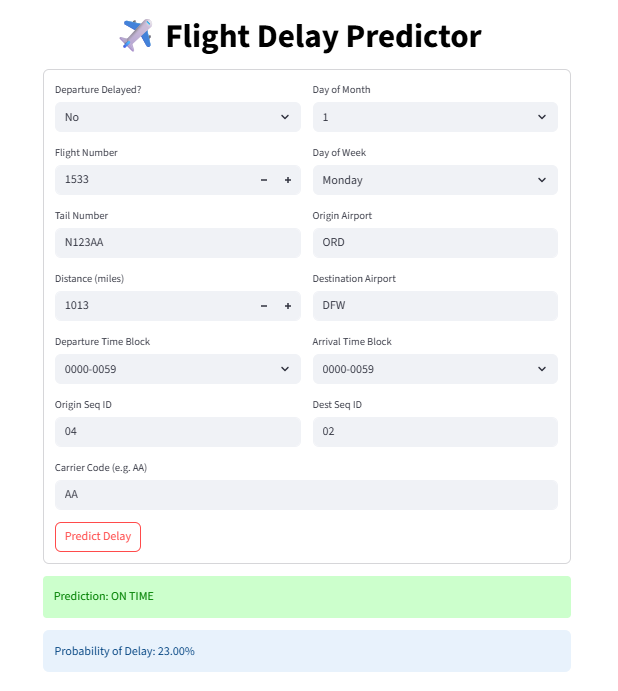 Flight Delay Predictor
Departure Delayed?
Day of Month
No
1
Flight Number
Day of Week
1533
Monday
Tail Number
Origin Airport
N123AA
ORD
Distance (miles)
Destination Airport
1013
DFW
Departure Time Block
Arrival Time Block
0000-0059
0000-0059
Origin Seq ID
Dest Seq ID
04
02
Carrier Code (e.g. AA)
AA
Predict Delay
Prediction: ON TIME
Probability of Delay: 23.00%